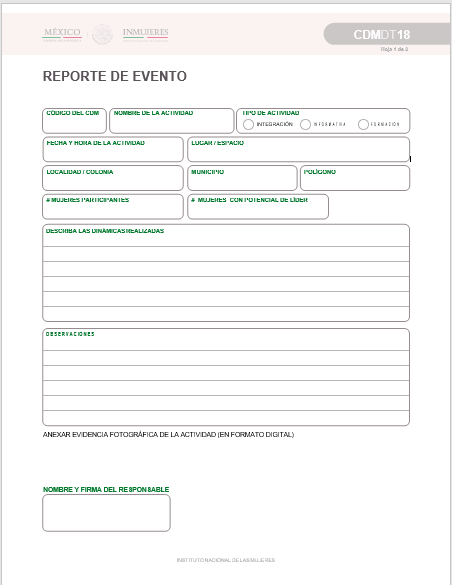 MÉXICO INMUJERES
CDMDT18
Hoja 1 de 2
REPORTE DE EVENTO
CÓDIGO DEL CDM NOMBRE DE LA ACTIVIDAD TIPO DE ACTIVIDAD
INTEGRACIÓN INFORMATIVA FORMACIÓN
FECHA Y HORA DE LA ACTIVIDAD LUGAR / ESPACIO
LOCALIDAD / COLONIA MUNICIPIO POLÍGONO
# MUJERES PARTICIPANTES # MUJERES CON POTENCIAL DE LÍDER
DESCRIBA LAS DINÁMICAS REALIZADAS
OBSERVACIONES
ANEXAR EVIDENCIA FOTOGRÁFICA DE LA ACTIVIDAD (EN FORMATO DIGITAL)
NOMBRE Y FIRMA DEL RESPONSABLE
INSTITUTO NACIONAL DE LAS MUJERES